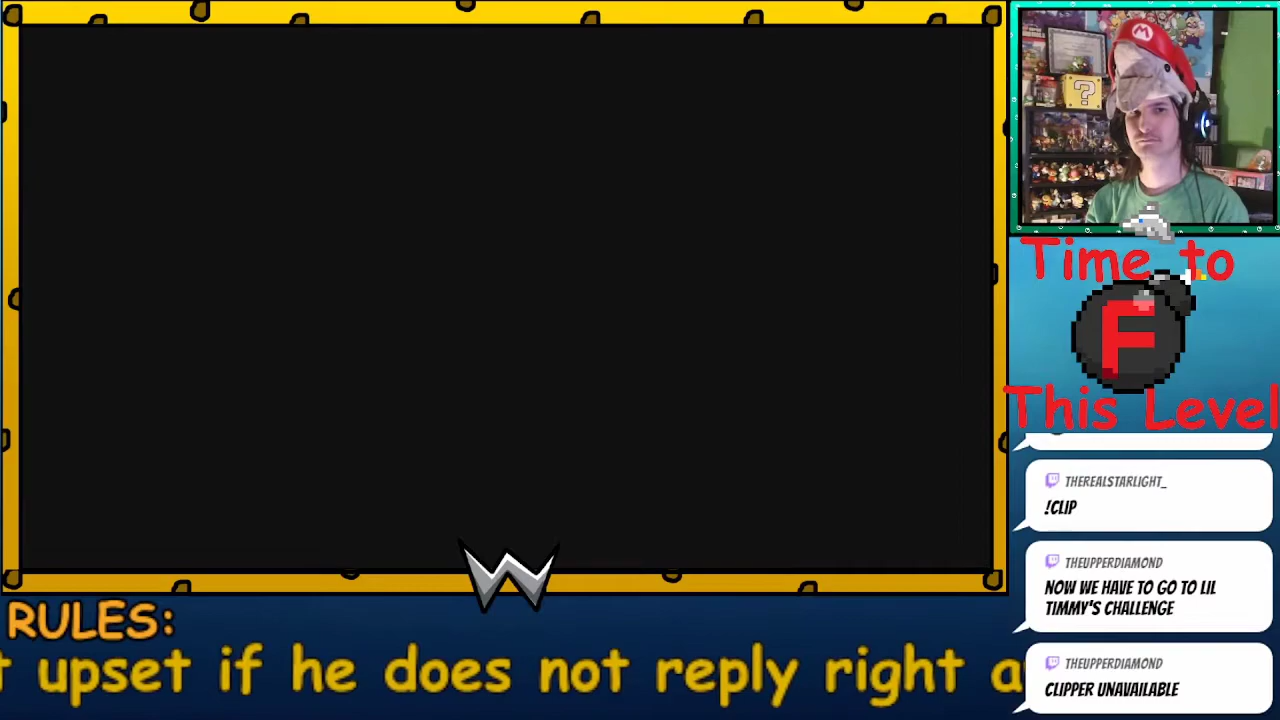 M
?
Time to
F
This Level
THEREALSTARLIGHT_
!CLIP
THEUPPERDIAMOND
NOW WE HAVE TO GO TO LIL
TIMMY'S CHALLENGE
THEUPPERDIAMOND
CLIPPER UNAVAILABLE
W
RULES:
upset if he does not reply right